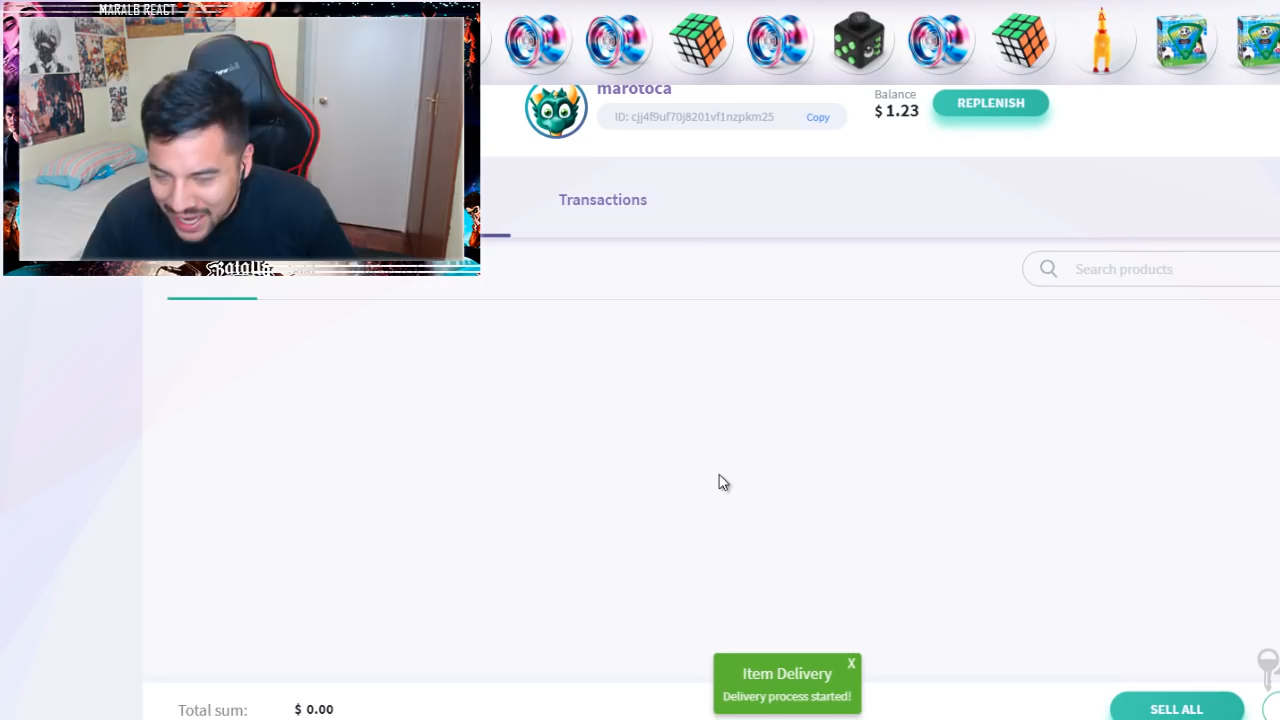 MARALB REACT
marotoca
ID: cjj4f9uf70j8201vf1nzpkm25
Copy
Balance
$ 1.23
REPLENISH
Transactions
Search products
Item Delivery
X
Delivery process started!
Total sum:
$ 0.00
SELL ALL